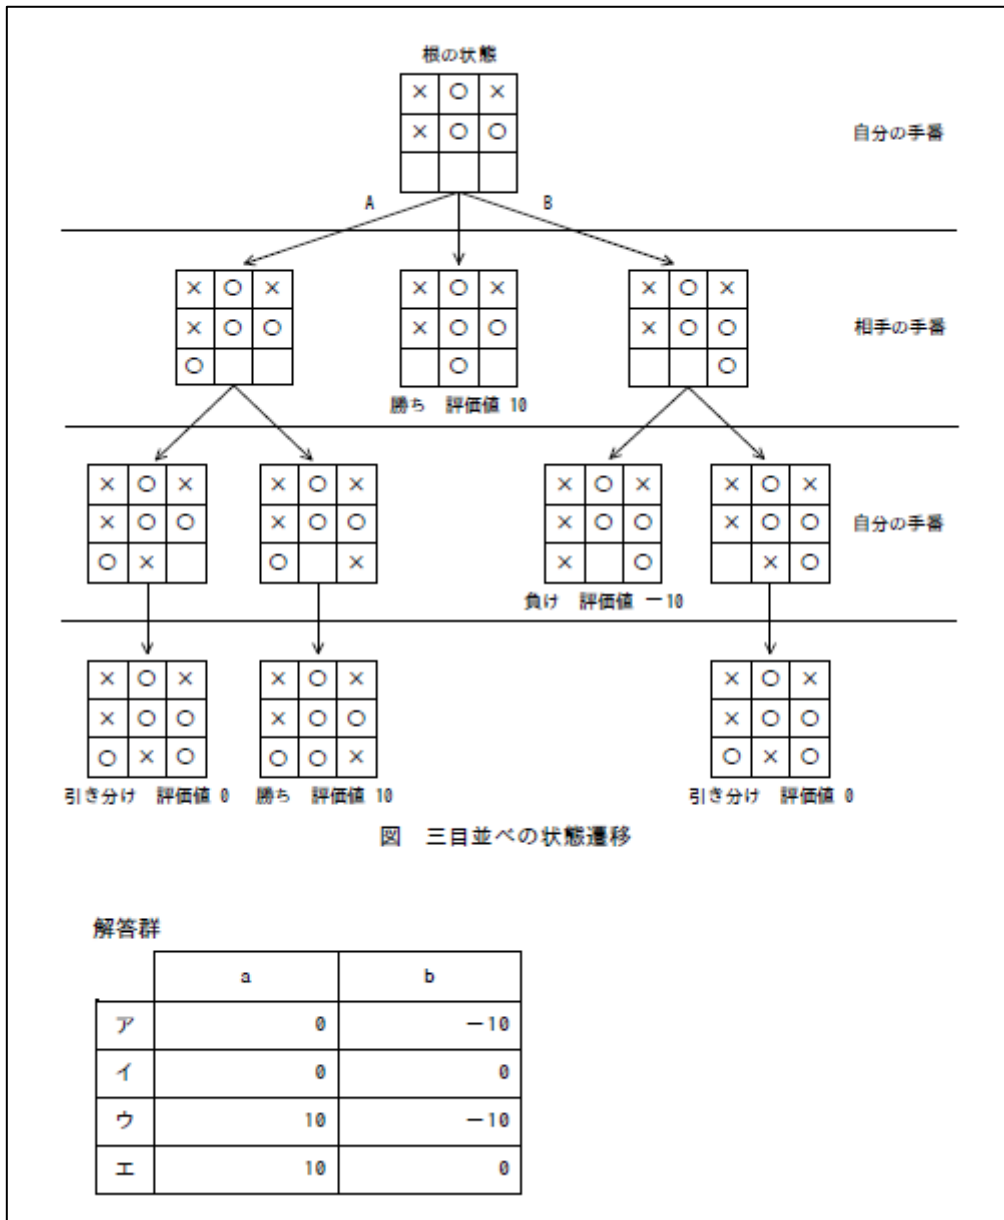 根の状態
× ○ ×
× ○ ○
自分の手番
A B
× ○ × × ○ × × ○ ×
× ○ ○ × ○ ○ × ○ ○
相手の手番
○ ○ ○
勝ち 評価値 10
× ○ × × ○ × × ○ × × ○ ×
× ○ ○ × ○ ○ × ○ ○ × ○ ○
自分の手番
○ × ○ × × ○ × ○
負け 評価値 －10
× ○ × × ○ × × ○ ×
× ○ ○ × ○ ○ × ○ ○
○ × ○ ○ ○ × ○ × ○
引き分け 評価値 0 勝ち 評価値 10 引き分け 評価値 0
図 三目並べの状態遷移
解答群
a b
ア 0 －10
イ 0 0
ウ 10 －10
エ 10 0